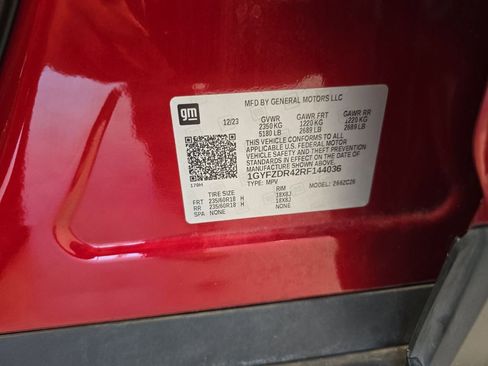 gm
MFD BY GENERAL MOTORS LLC
12/23 GVWR GAWR FRT GAWR RR
2350 KG 1220 KG 1220 KG
5180 LB 2689 LB 2689 LB
THIS VEHICLE CONFORMS TO ALL
APPLICABLE U.S. FEDERAL MOTOR
VEHICLE SAFETY AND THEFT
PREVENTION STANDARDS IN EFFECT
ON THE DATE OF MANUFACTURE
SHOWN ABOVE.
1GYFZDR42RF144036
TYPE: MPV MODEL: 26E2C26
179H
TIRE SIZE RIM
FRT 235/60R18 H 18X8J
RR 235/60R18 H 18X8J
SPA: NONE NONE